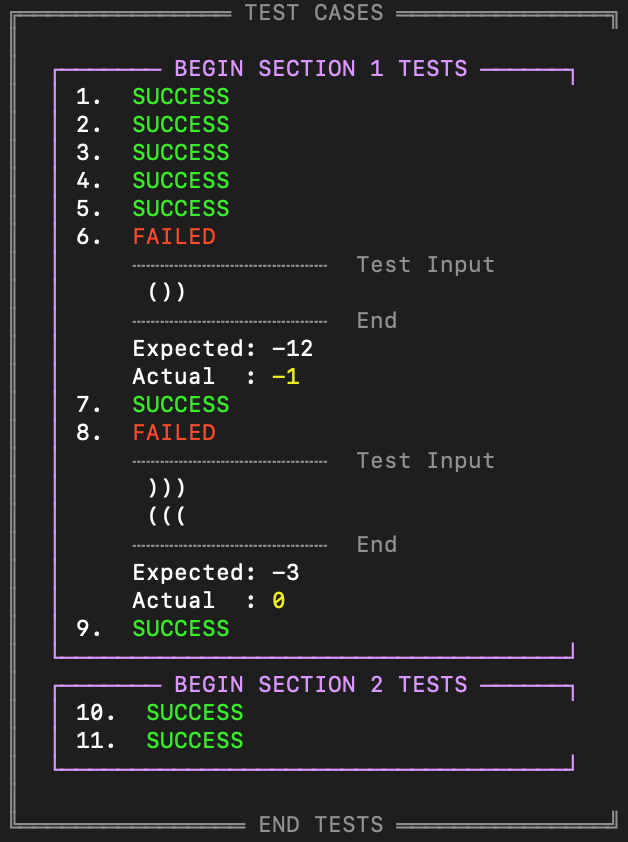 TEST CASES
BEGIN SECTION 1 TESTS
1. SUCCESS
2. SUCCESS
3. SUCCESS
4. SUCCESS
5. SUCCESS
6. FAILED
Test Input
())
End
Expected: -12
Actual : -1
7. SUCCESS
8. FAILED
Test Input
)))
(((
End
Expected: -3
Actual : 0
9. SUCCESS
BEGIN SECTION 2 TESTS
10. SUCCESS
11. SUCCESS
END TESTS